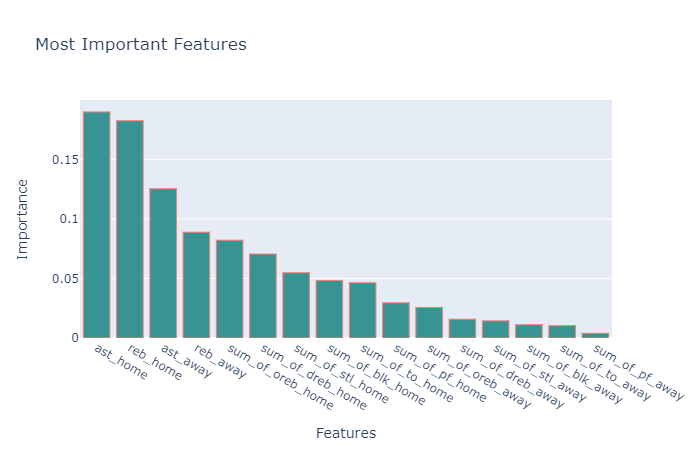 Most Important Features
Importance
0.15
0.1
0.05
0
ast_home
reb_home
ast_away
reb_away
sum_of_oreb_home
sum_of_dreb_home
sum_of_stl_home
sum_of_blk_home
sum_of_to_home
sum_of_pf_home
sum_of_oreb_away
sum_of_dreb_away
sum_of_stl_away
sum_of_blk_away
sum_of_to_away
sum_of_pf_away
Features